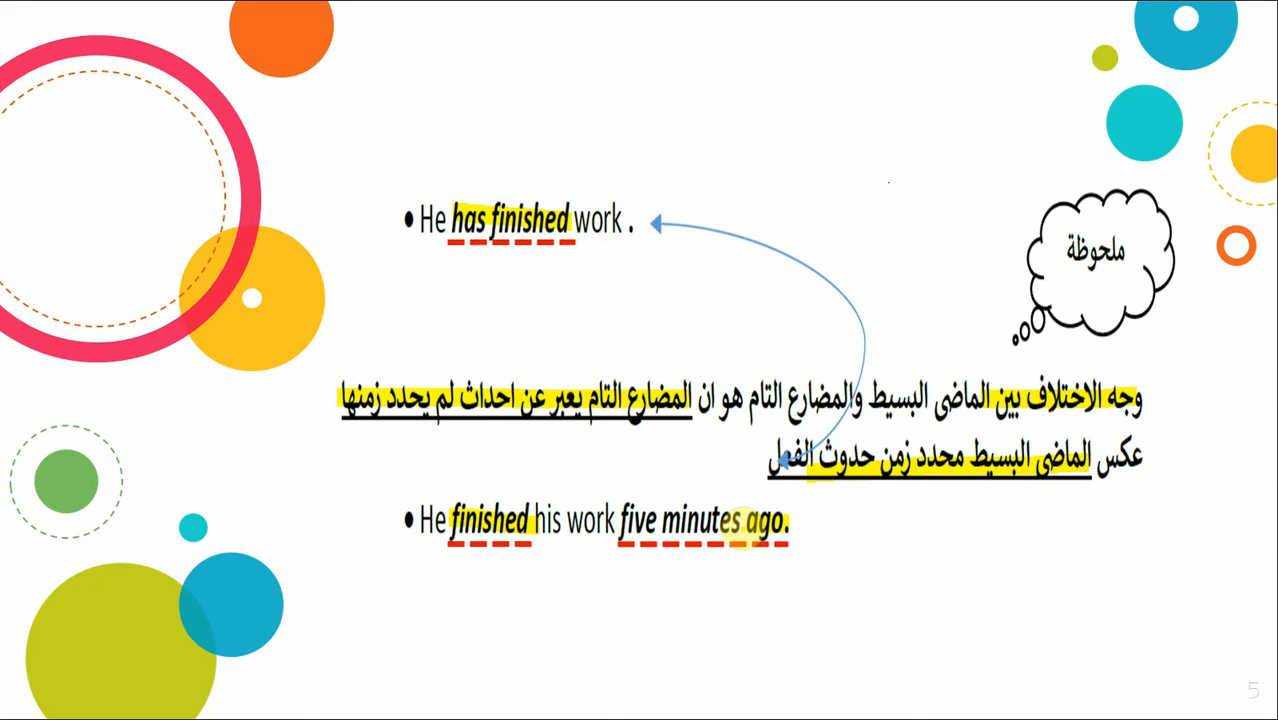 • He has finished work .
ملحوظة
وجه الاختلاف بين الماضى البسيط والمضارع التام هو ان المضارع التام يعبر عن احداث لم يحدد زمنها
عكس الماضى البسيط محدد زمن حدوث الفعل
• He finished his work five minutes ago.
5